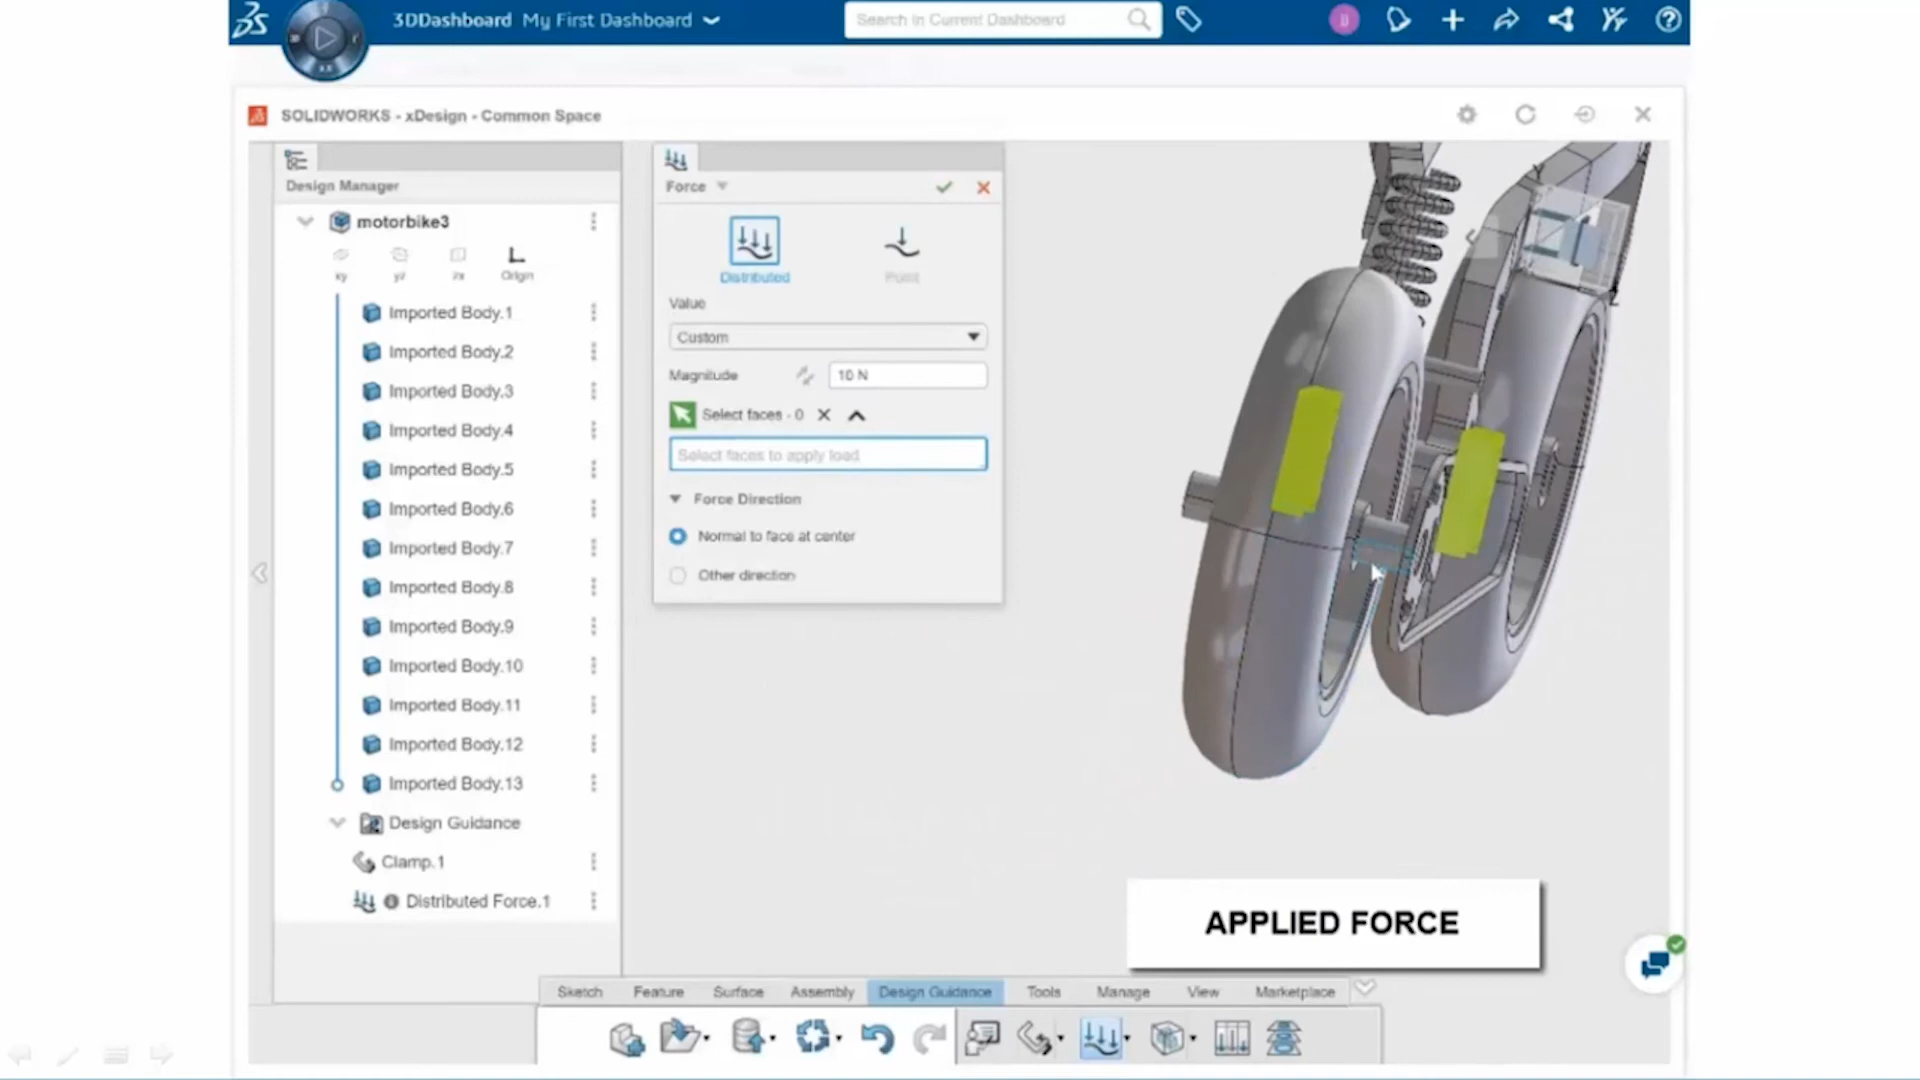 3DDashboard My First Dashboard
Search in Current Dashboard
SOLIDWORKS - xDesign - Common Space
Design Manager
motorbike3
xy yz zx Origin
Imported Body.1
Imported Body.2
Imported Body.3
Imported Body.4
Imported Body.5
Imported Body.6
Imported Body.7
Imported Body.8
Imported Body.9
Imported Body.10
Imported Body.11
Imported Body.12
Imported Body.13
Design Guidance
Clamp.1
Distributed Force.1
Force
Distributed Point
Value
Custom
Magnitude 10 N
Select faces - 0
Select faces to apply load
Force Direction
Normal to face at center
Other direction
APPLIED FORCE
Sketch Feature Surface Assembly Design Guidance Tools Manage View Marketplace